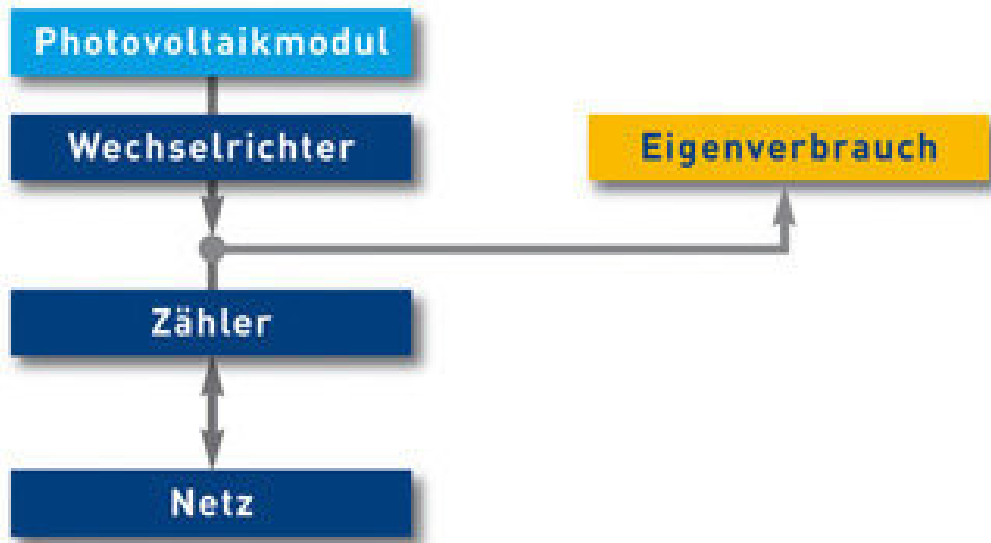 Photovoltaikmodul
Wechselrichter
Eigenverbrauch
Zähler
Netz